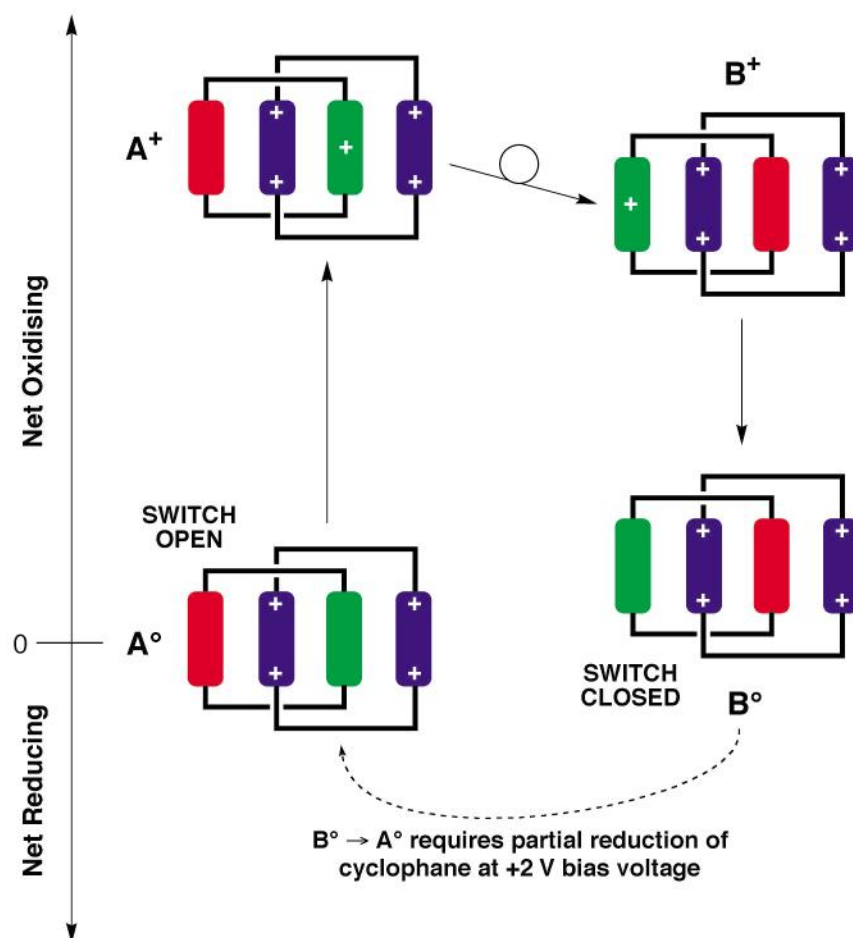 A⁺
B⁺
+ + +
+ +
+ + +
+ +
Net Oxidising
SWITCH
OPEN
+ +
+ +
+ +
+ +
0
A°
SWITCH
CLOSED
B°
Net Reducing
B° → A° requires partial reduction of
cyclophane at +2 V bias voltage